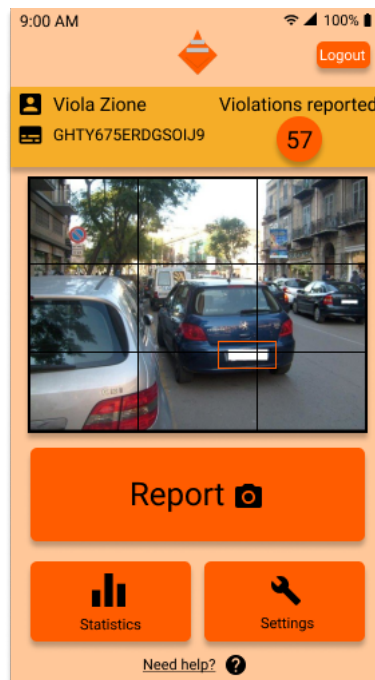 9:00 AM
100%
Logout
Viola Zione
Violations reported
GHTY675ERDGSOIJ9
57
Report
Statistics
Settings
Need help?